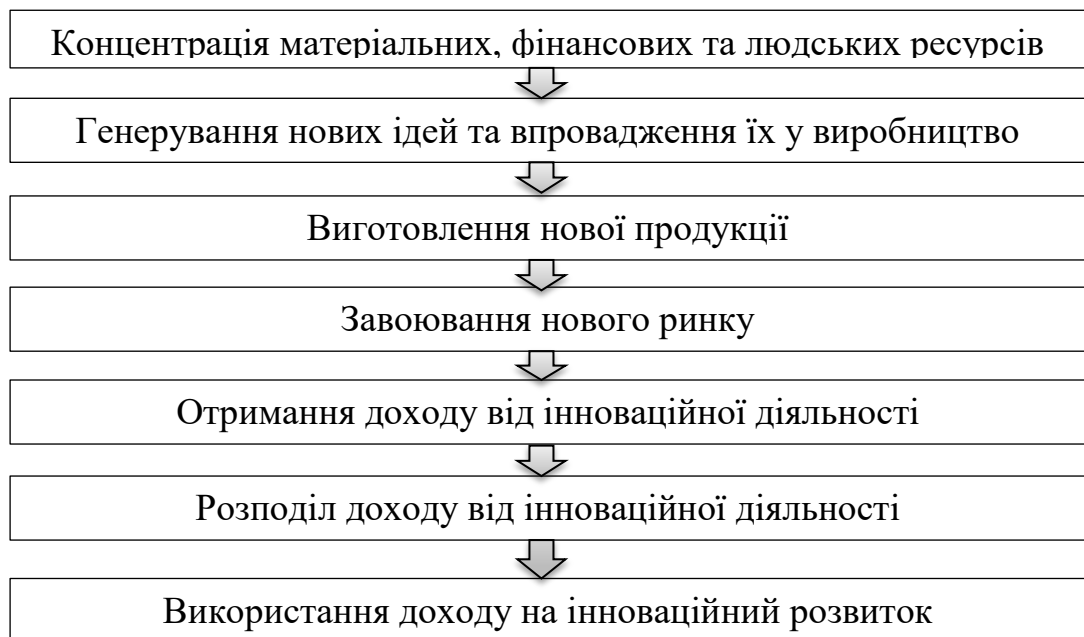 Концентрація матеріальних, фінансових та людських ресурсів
Генерування нових ідей та впровадження їх у виробництво
Виготовлення нової продукції
Завоювання нового ринку
Отримання доходу від інноваційної діяльності
Розподіл доходу від інноваційної діяльності
Використання доходу на інноваційний розвиток